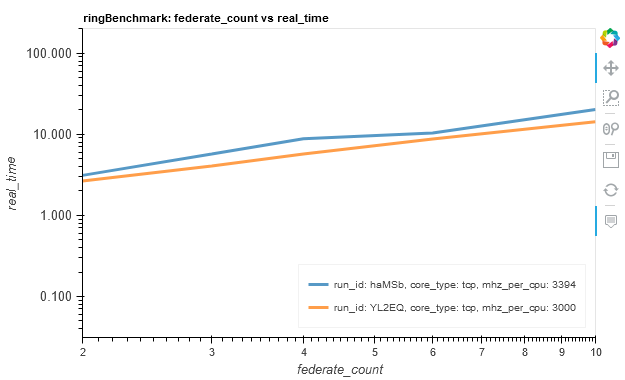 ringBenchmark: federate_count vs real_time
100.000
10.000
1.000
0.100
real_time
run_id: haMSb, core_type: tcp, mhz_per_cpu: 3394
run_id: YL2EQ, core_type: tcp, mhz_per_cpu: 3000
2 3 4 5 6 7 8 9 10
federate_count